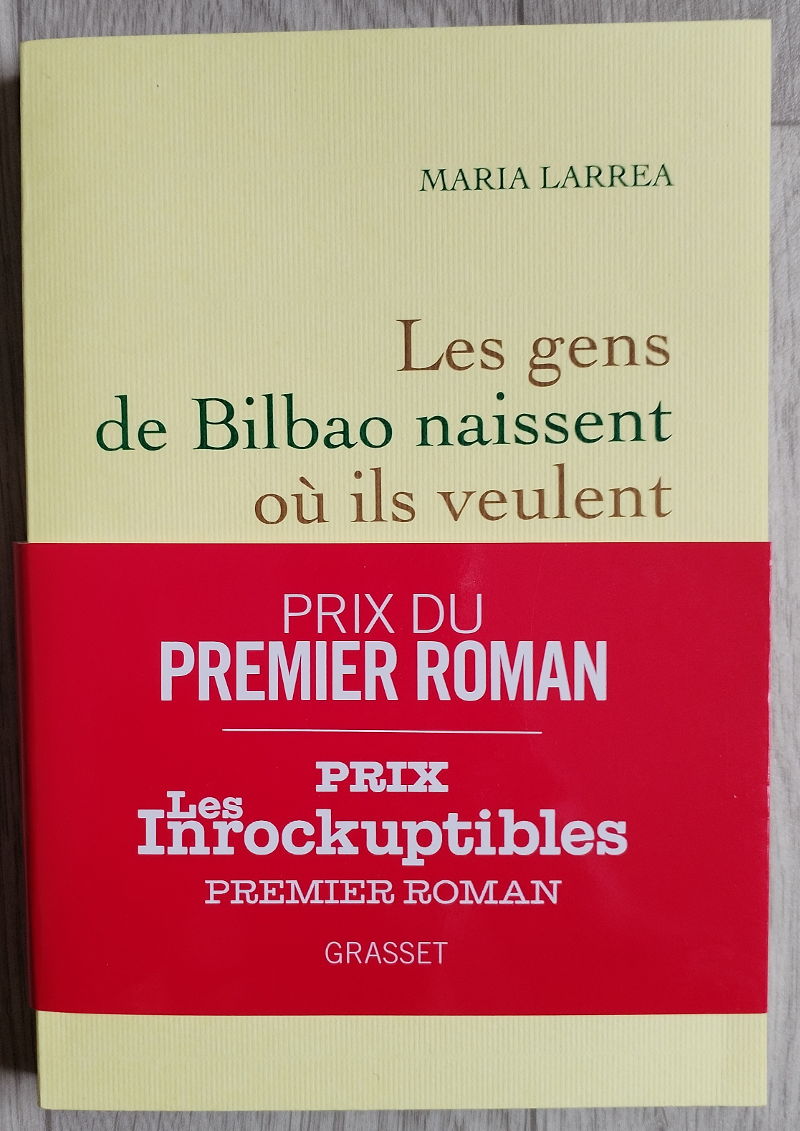 MARIA LARREA
Les gens
de Bilbao naissent
où ils veulent
PRIX DU
PREMIER ROMAN
PRIX
Les
Inrockuptibles
PREMIER ROMAN
GRASSET